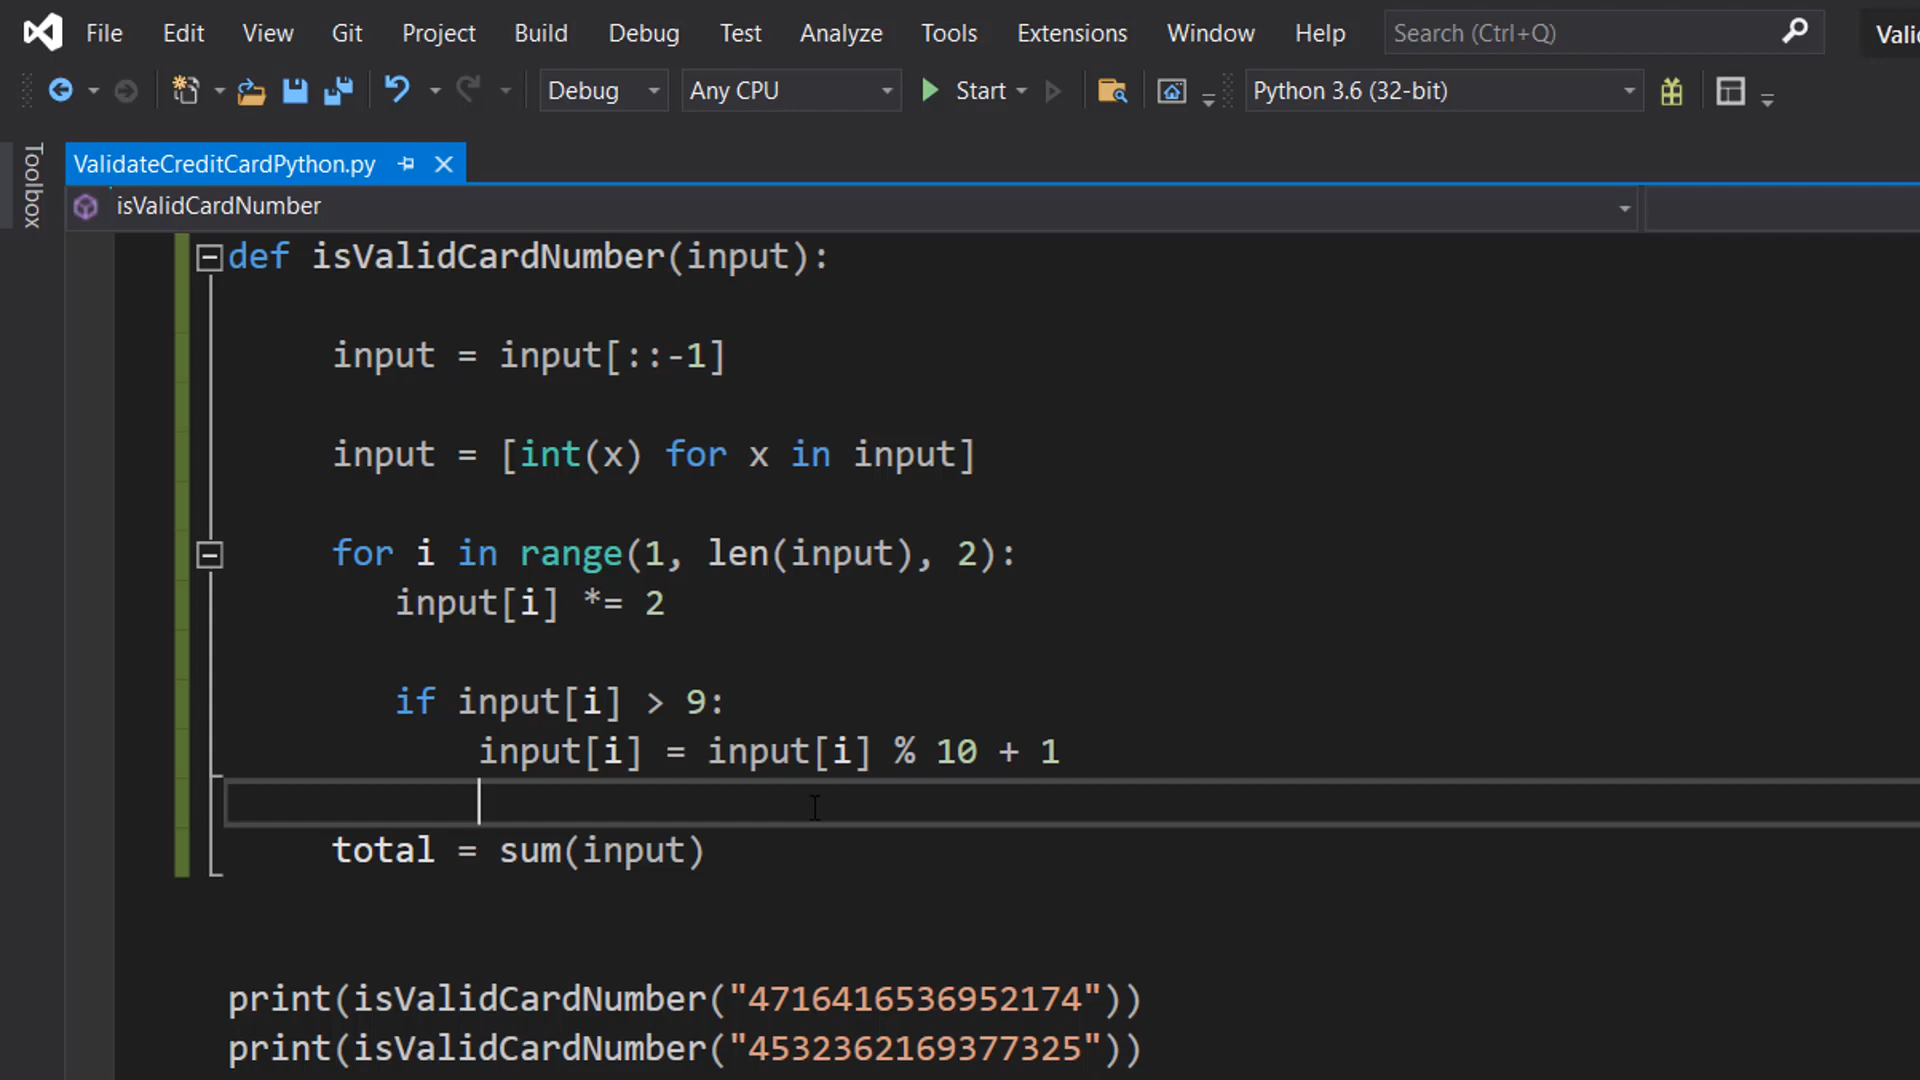 File Edit View Git Project Build Debug Test Analyze Tools Extensions Window Help Search (Ctrl+Q)
Debug Any CPU Start Python 3.6 (32-bit)
Toolbox
ValidateCreditCardPython.py
isValidCardNumber
def isValidCardNumber(input):
input = input[::-1]
input = [int(x) for x in input]
for i in range(1, len(input), 2):
input[i] *= 2
if input[i] > 9:
input[i] = input[i] % 10 + 1
total = sum(input)
print(isValidCardNumber("4716416536952174"))
print(isValidCardNumber("4532362169377325"))